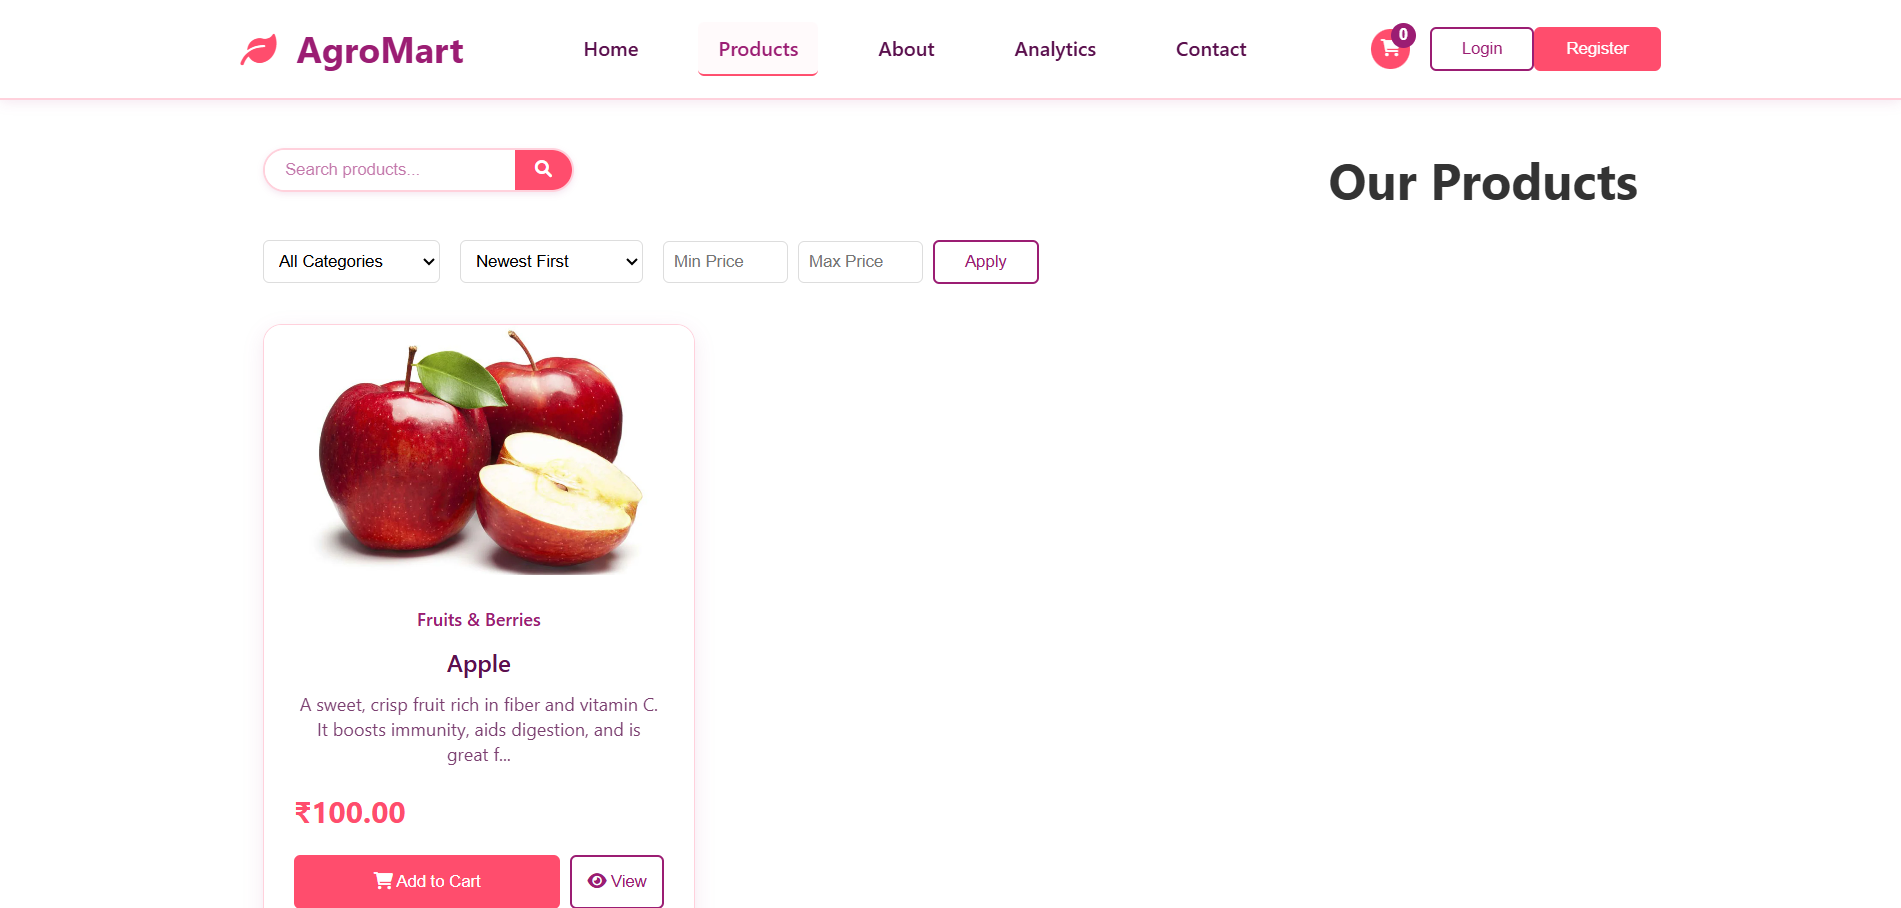 AgroMart
Home
Products
About
Analytics
Contact
0
Login
Register
Search products...
Our Products
All Categories
Newest First
Min Price
Max Price
Apply
Fruits & Berries
Apple
A sweet, crisp fruit rich in fiber and vitamin C.
It boosts immunity, aids digestion, and is
great f...
₹100.00
Add to Cart
View